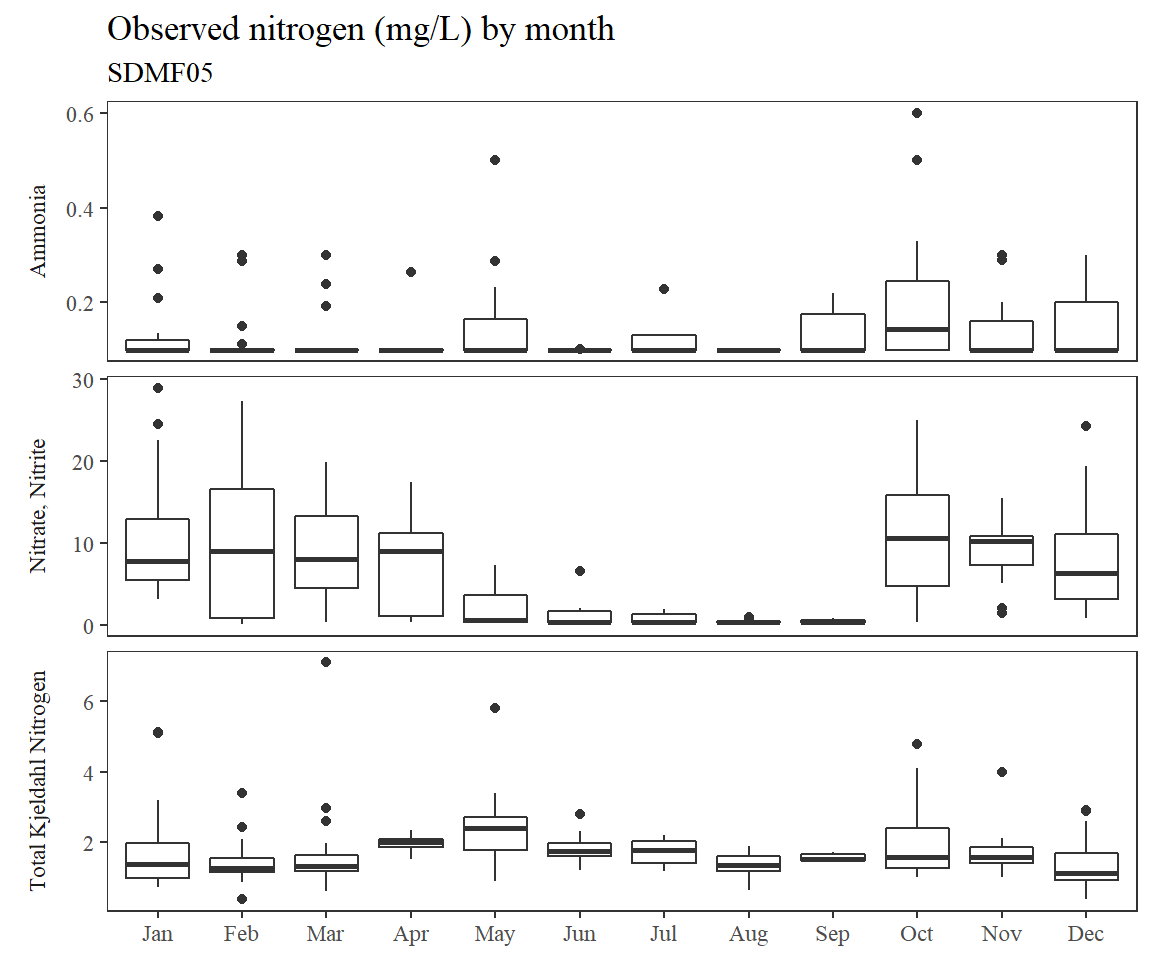 Observed nitrogen (mg/L) by month
SDMF05
Ammonia
0.6
0.4
0.2
Nitrate, Nitrite
30
20
10
0
Total Kjeldahl Nitrogen
6
4
2
Jan Feb Mar Apr May Jun Jul Aug Sep Oct Nov Dec